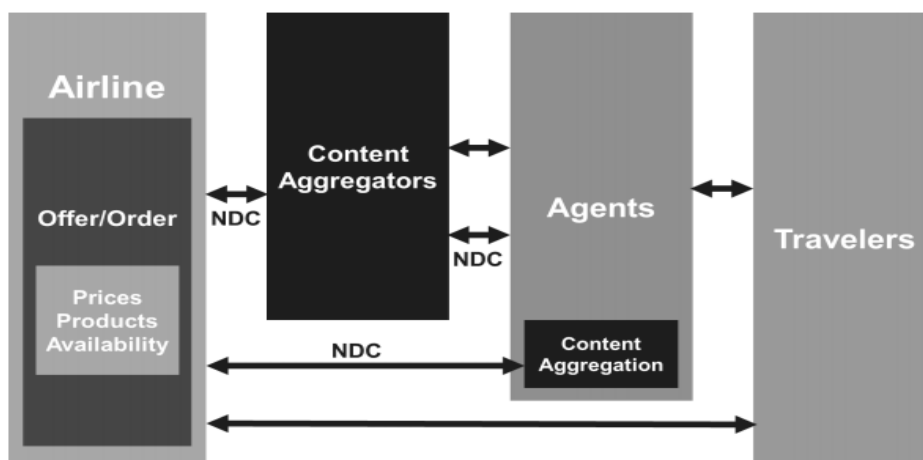 Airline
Offer/Order
Prices
Products
Availability
NDC
Content
Aggregators
NDC
NDC
Agents
Content
Aggregation
Travelers